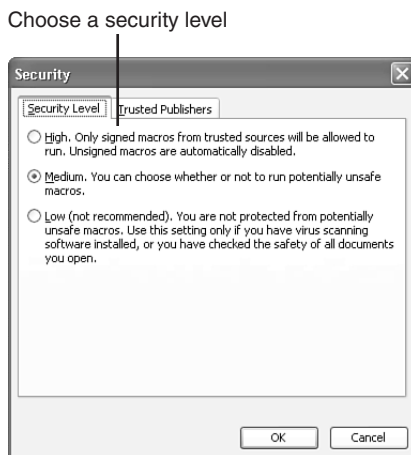 Choose a security level
Security
Security Level
Trusted Publishers
High. Only signed macros from trusted sources will be allowed to
run. Unsigned macros are automatically disabled.
Medium. You can choose whether or not to run potentially unsafe
macros.
Low (not recommended). You are not protected from potentially
unsafe macros. Use this setting only if you have virus scanning
software installed, or you have checked the safety of all documents
you open.
OK
Cancel